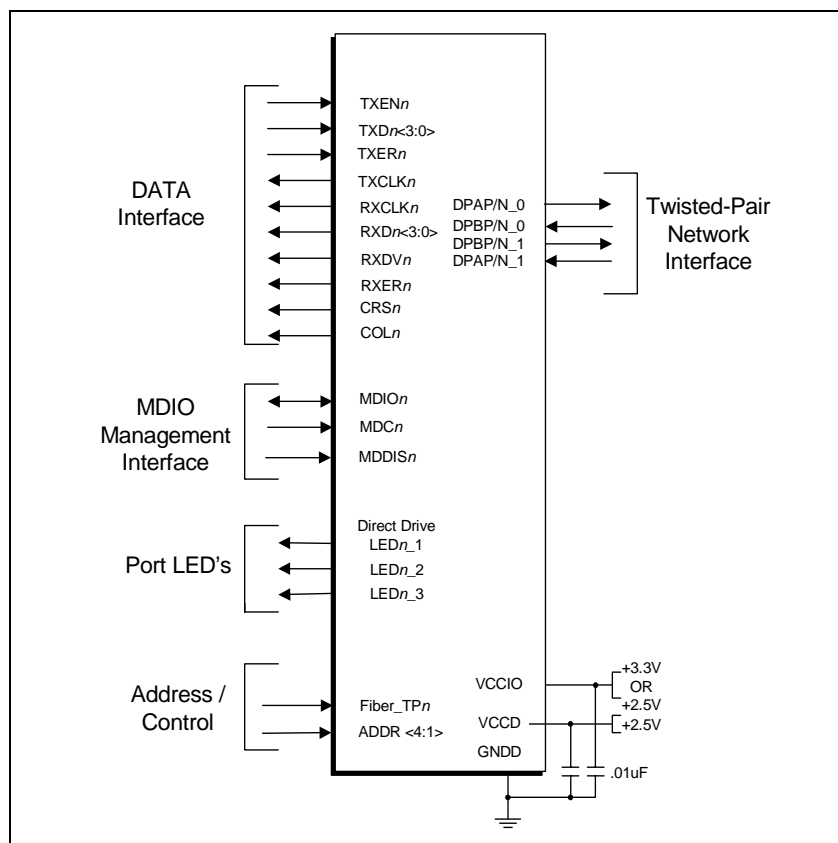 DATA
Interface
TXENn
TXDn<3:0>
TXERn
TXCLKn
RXCLKn
RXDn<3:0>
RXDVn
RXERn
CRSn
COLn
DPAP/N_0
DPBP/N_0
DPBP/N_1
DPAP/N_1
Twisted-Pair
Network
Interface
MDIO
Management
Interface
MDIOn
MDCn
MDDISn
Port LED's
Direct Drive
LEDn_1
LEDn_2
LEDn_3
Address /
Control
Fiber_TPn
ADDR <4:1>
VCCIO
VCCD
GNDD
+3.3V
OR
+2.5V
+2.5V
.01uF